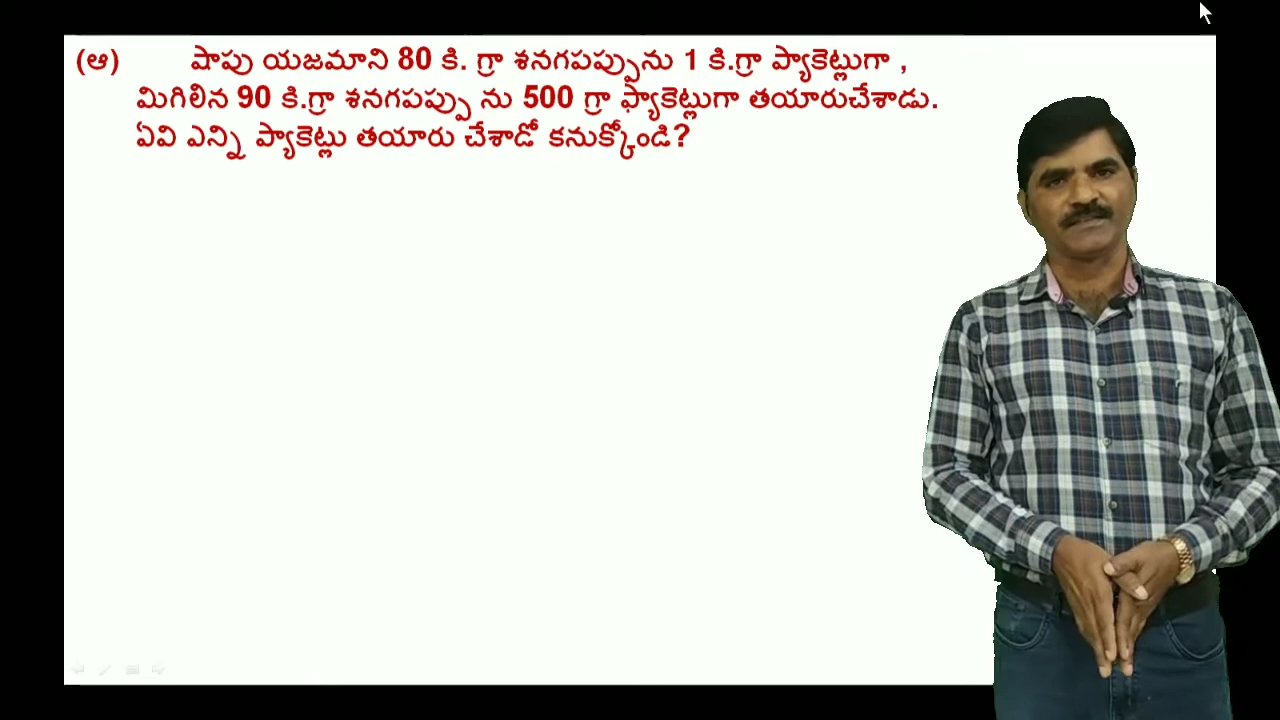 (ఆ) షాపు యజమాని 80 కి. గ్రా శనగపప్పును 1 కి.గ్రా ప్యాకెట్లుగా ,
మిగిలిన 90 కి.గ్రా శనగపప్పు ను 500 గ్రా ఫ్యాకెట్లుగా తయారుచేశాడు.
ఏవి ఎన్ని ప్యాకెట్లు తయారు చేశాడో కనుక్కోండి?